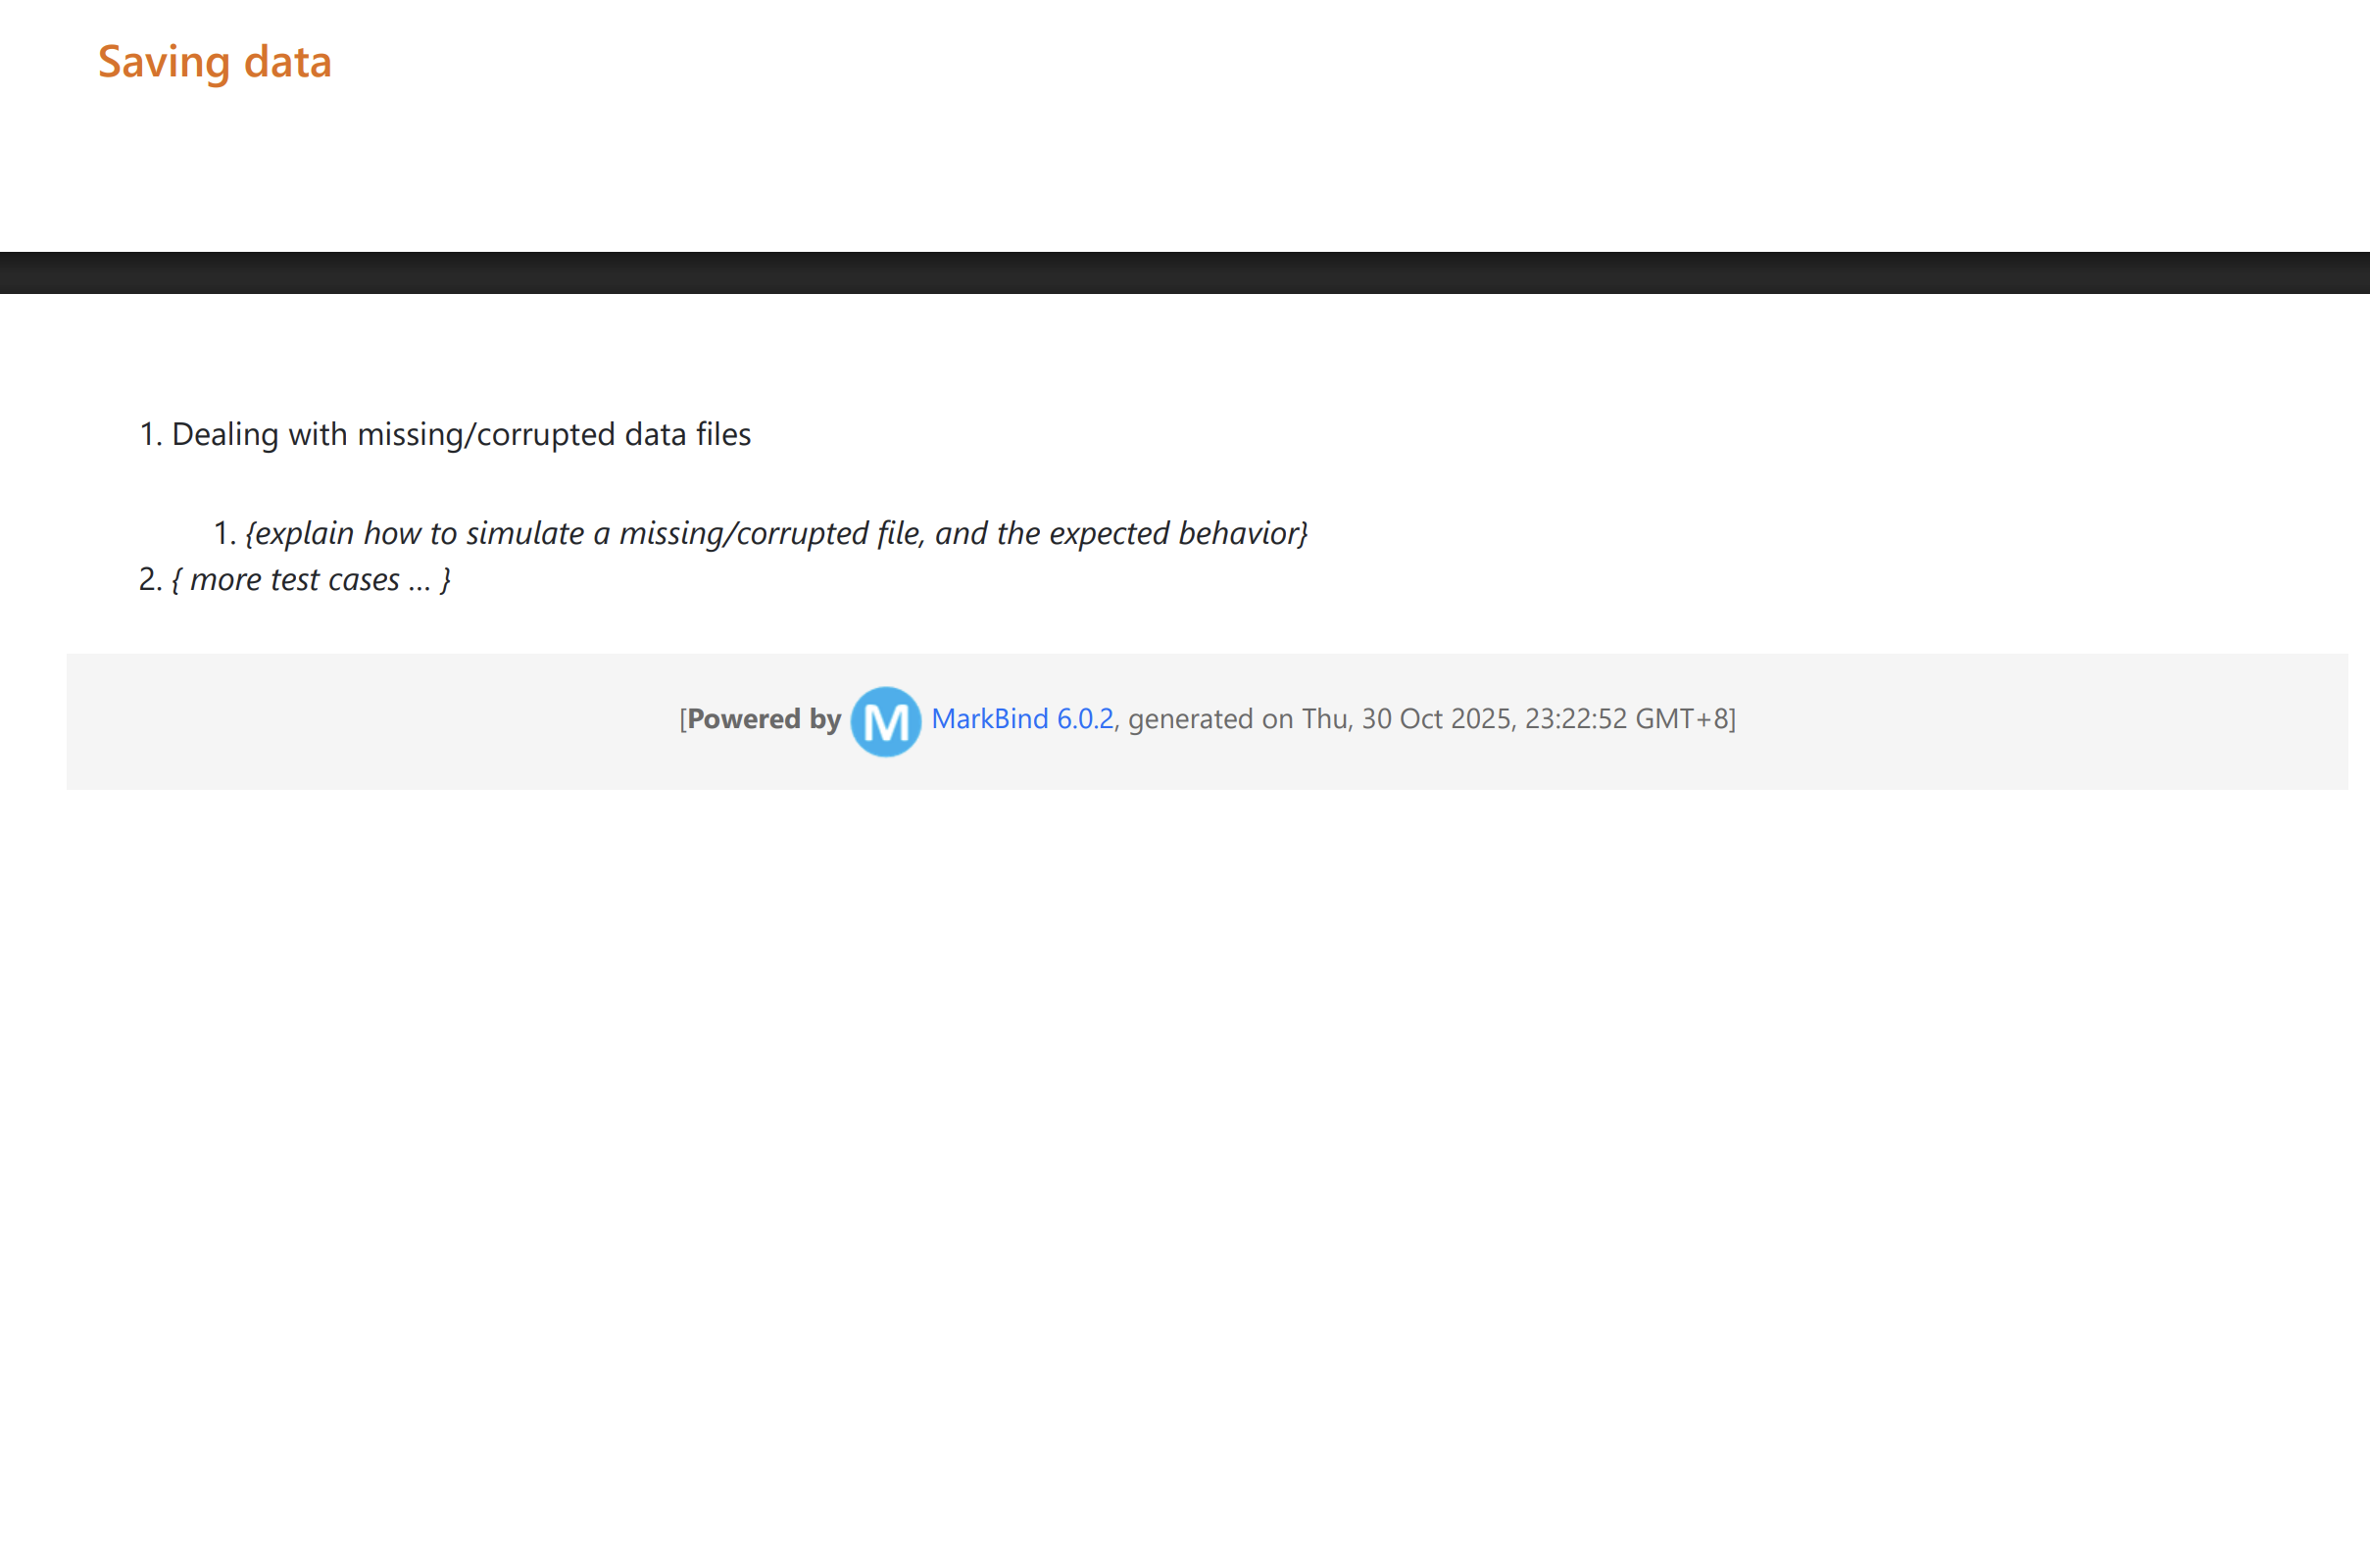 Saving data
1. Dealing with missing/corrupted data files
1. {explain how to simulate a missing/corrupted file, and the expected behavior}
2. { more test cases … }
[Powered by M MarkBind 6.0.2, generated on Thu, 30 Oct 2025, 23:22:52 GMT+8]